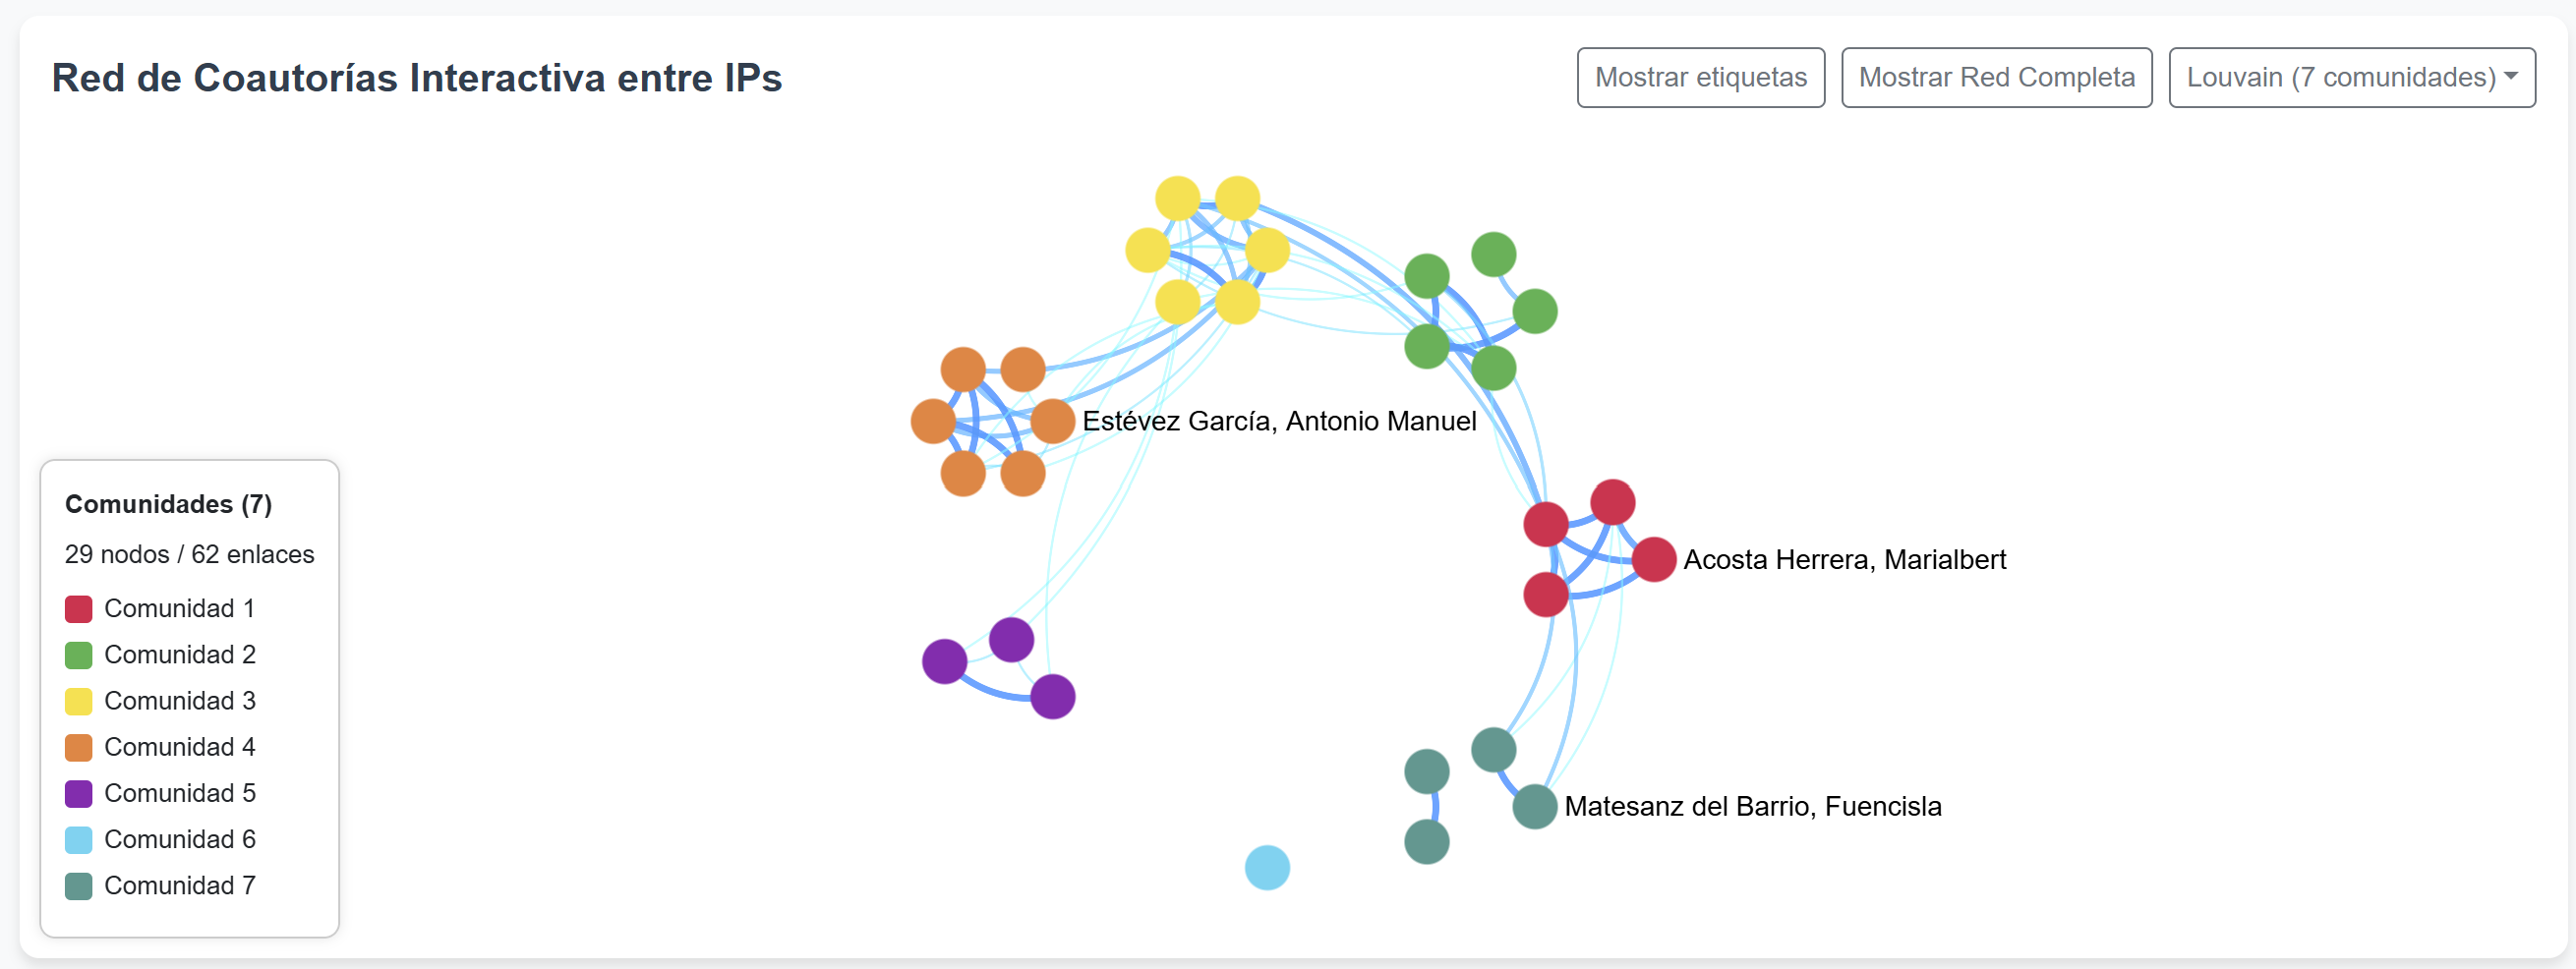 Red de Coautorías Interactiva entre IPs
Mostrar etiquetas
Mostrar Red Completa
Louvain (7 comunidades)
Estévez García, Antonio Manuel
Acosta Herrera, Marialbert
Matesanz del Barrio, Fuencisla
Comunidades (7)
29 nodos / 62 enlaces
Comunidad 1
Comunidad 2
Comunidad 3
Comunidad 4
Comunidad 5
Comunidad 6
Comunidad 7